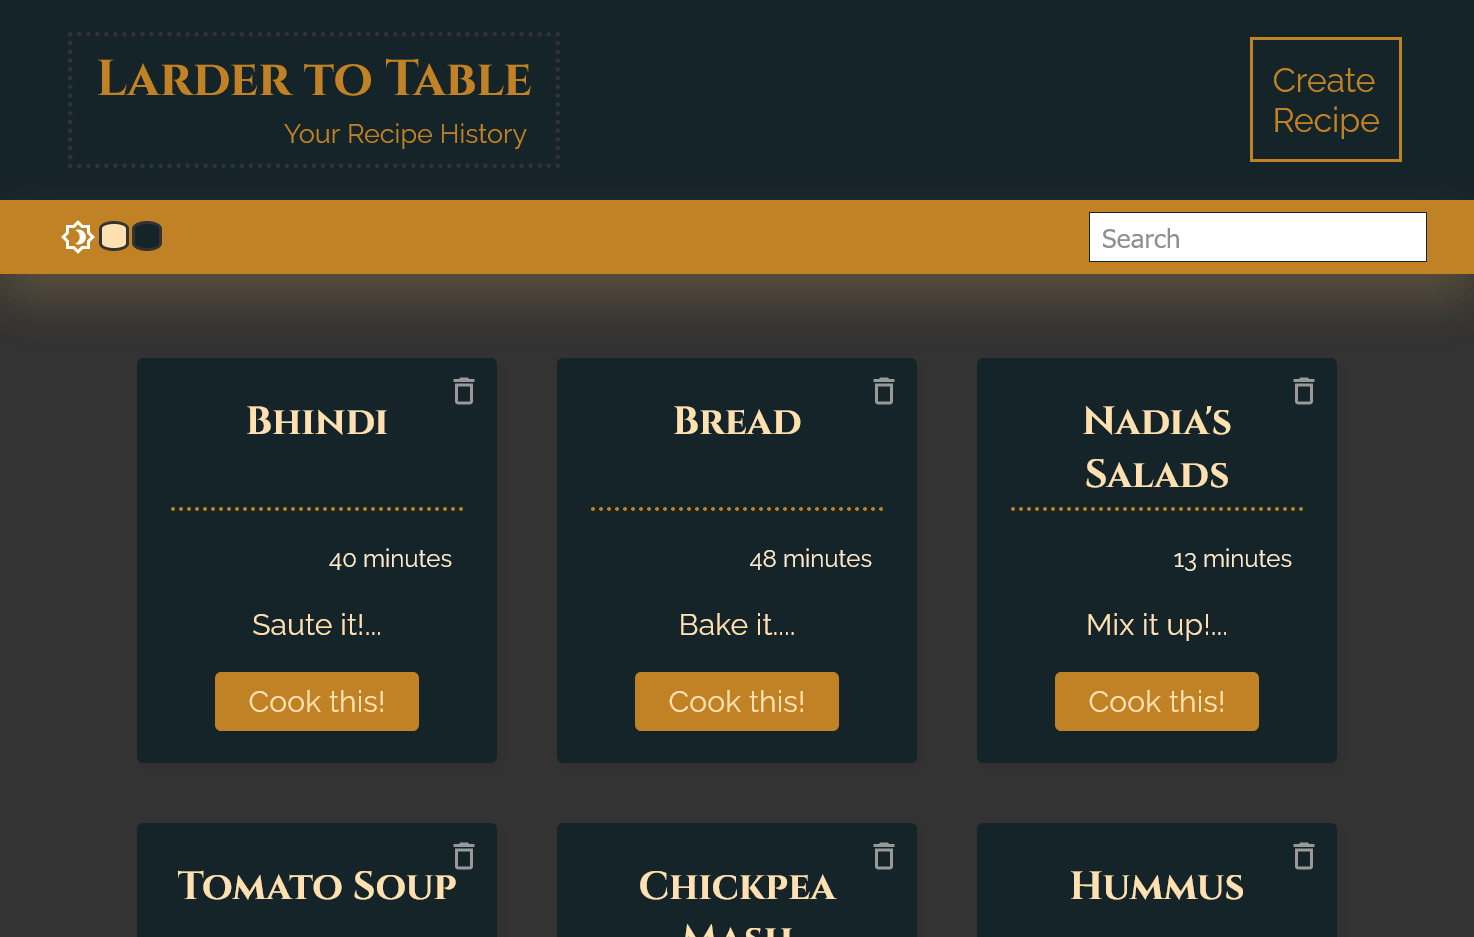 Larder to Table
Your Recipe History
Create
Recipe
Search
Bhindi
40 minutes
Saute it!...
Cook this!
Bread
48 minutes
Bake it....
Cook this!
Nadia's
Salads
13 minutes
Mix it up!...
Cook this!
Tomato Soup
Chickpea
Mash
Hummus